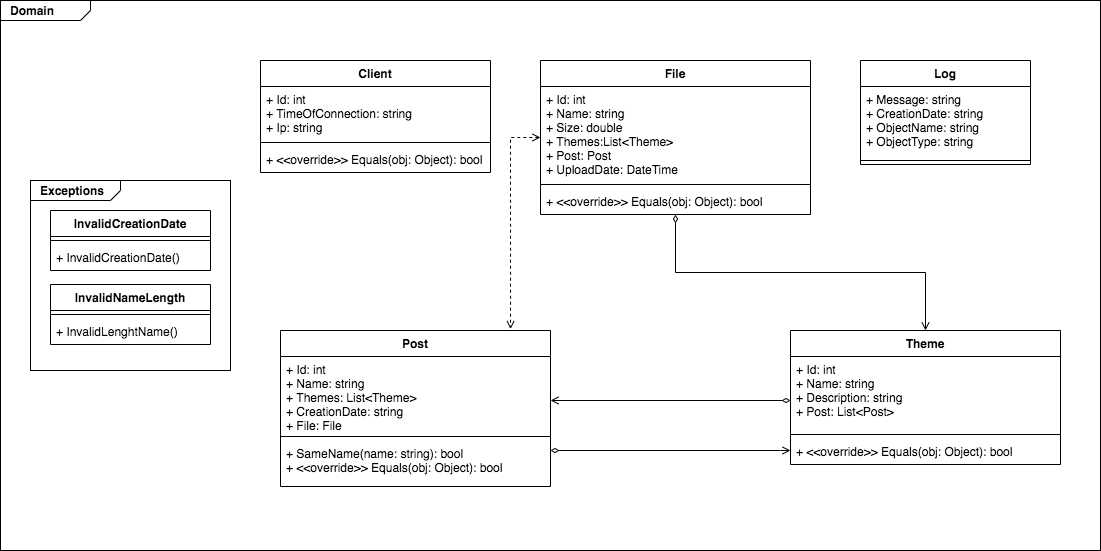 Domain
Client
+ Id: int
+ TimeOfConnection: string
+ Ip: string
+ <<override>> Equals(obj: Object): bool
File
+ Id: int
+ Name: string
+ Size: double
+ Themes:List<Theme>
+ Post: Post
+ UploadDate: DateTime
+ <<override>> Equals(obj: Object): bool
Log
+ Message: string
+ CreationDate: string
+ ObjectName: string
+ ObjectType: string
Exceptions
InvalidCreationDate
+ InvalidCreationDate()
InvalidNameLength
+ InvalidLenghtName()
Post
+ Id: int
+ Name: string
+ Themes: List<Theme>
+ CreationDate: string
+ File: File
+ SameName(name: string): bool
+ <<override>> Equals(obj: Object): bool
Theme
+ Id: int
+ Name: string
+ Description: string
+ Post: List<Post>
+ <<override>> Equals(obj: Object): bool